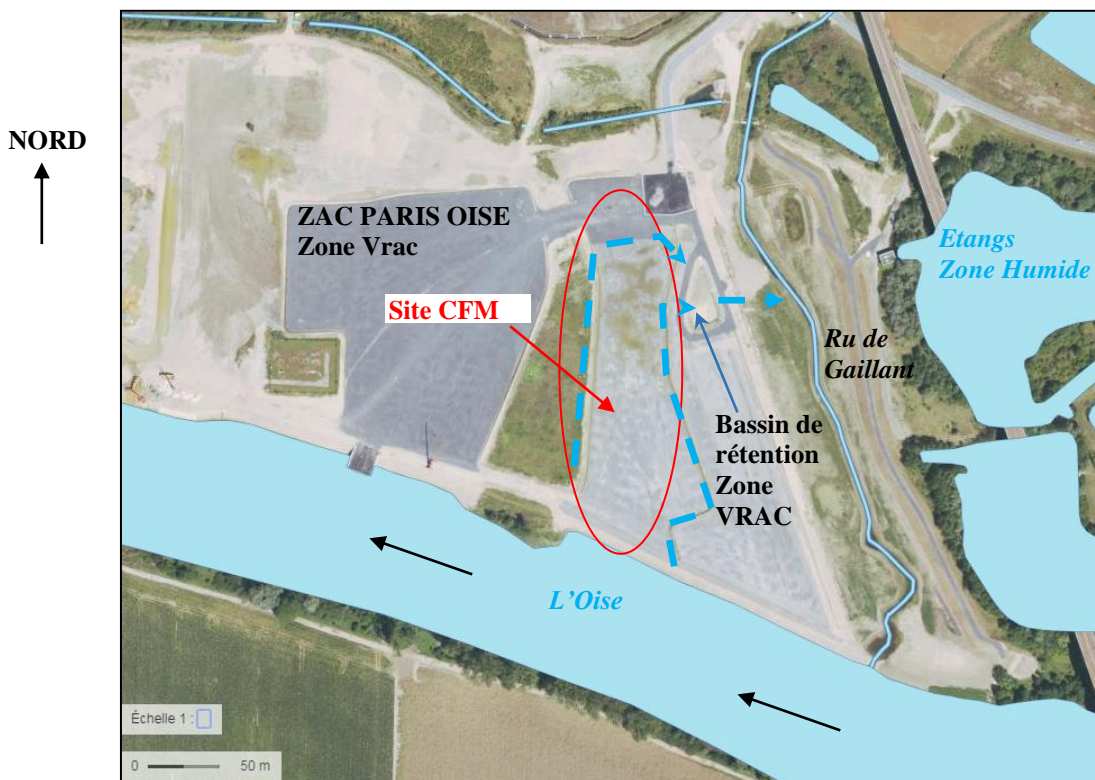 NORD
ZAC PARIS OISE
Zone Vrac
Site CFM
Etangs
Zone Humide
Ru de
Gaillant
Bassin de
rétention
Zone
VRAC
L'Oise
Échelle 1 :
0 50 m